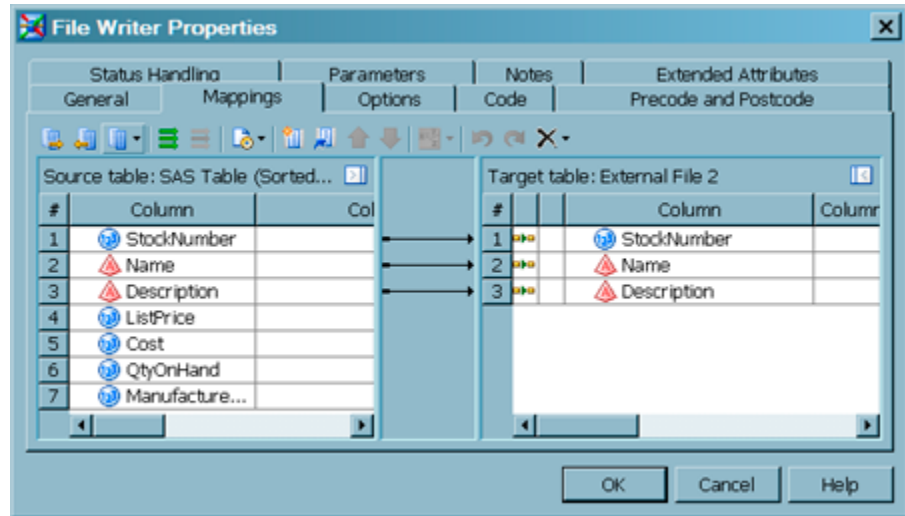 File Writer Properties
Status Handling Parameters Notes Extended Attributes
General Mappings Options Code Precode and Postcode
Source table: SAS Table (Sorted... Target table: External File 2
# Column Col # Column Columr
1 StockNumber 1 StockNumber
2 Name 2 Name
3 Description 3 Description
4 ListPrice
5 Cost
6 QtyOnHand
7 Manufacture...
OK Cancel Help